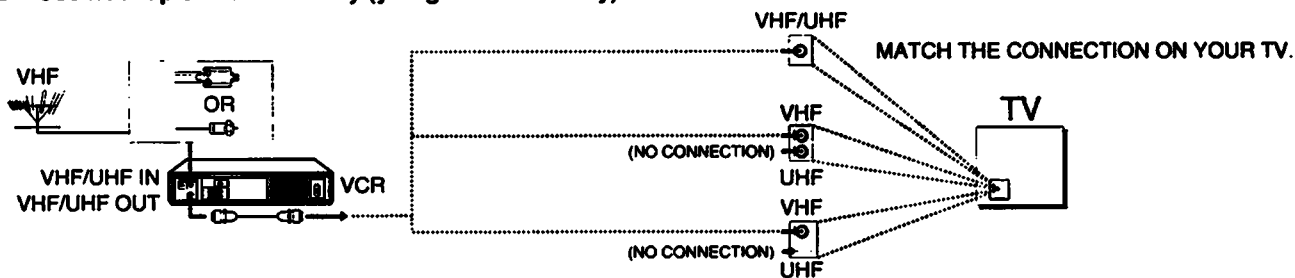 VHF/UHF
MATCH THE CONNECTION ON YOUR TV.
VHF
OR
VHF
TV
(NO CONNECTION)
UHF
VHF/UHF IN
VCR
VHF/UHF OUT
VHF
(NO CONNECTION)
UHF